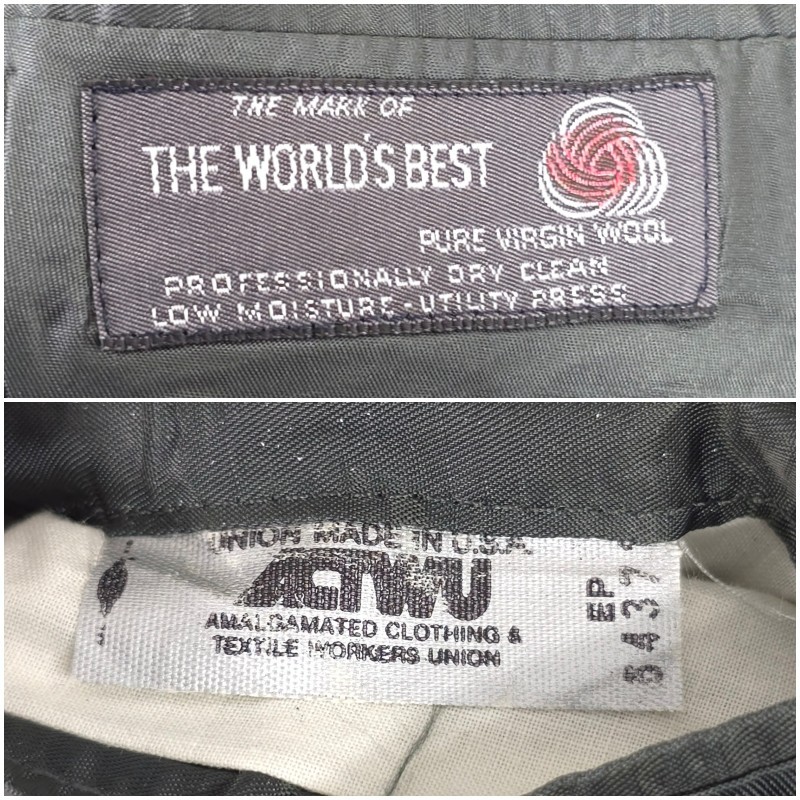 THE MARK OF
THE WORLD'S BEST
PURE VIRGIN WOOL
PROFESSIONALLY DRY CLEAN
LOW MOISTURE-UTILITY PRESS
UNION MADE IN U.S.A.
ACTWU
AMALGAMATED CLOTHING &
TEXTILE WORKERS UNION
EP